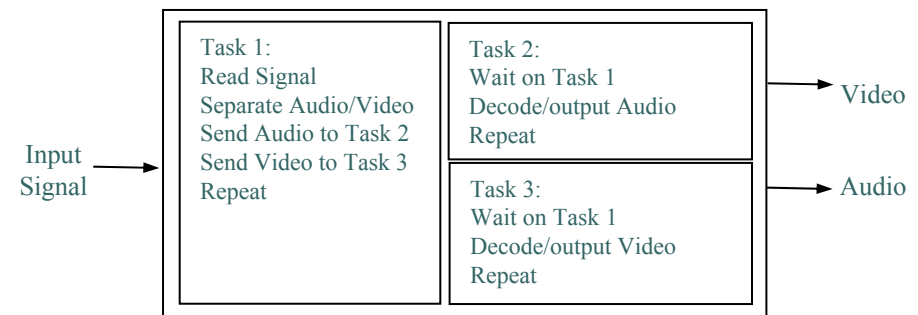 Input
Signal
Task 1:
Read Signal
Separate Audio/Video
Send Audio to Task 2
Send Video to Task 3
Repeat
Task 2:
Wait on Task 1
Decode/output Audio
Repeat
Task 3:
Wait on Task 1
Decode/output Video
Repeat
Video
Audio